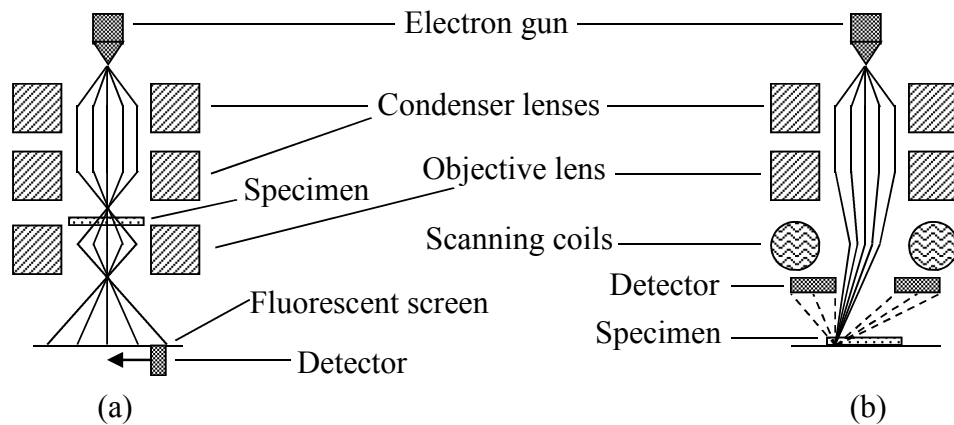 Electron gun
Condenser lenses
Objective lens
Specimen
Scanning coils
Detector
Fluorescent screen
Specimen
Detector
(a)
(b)